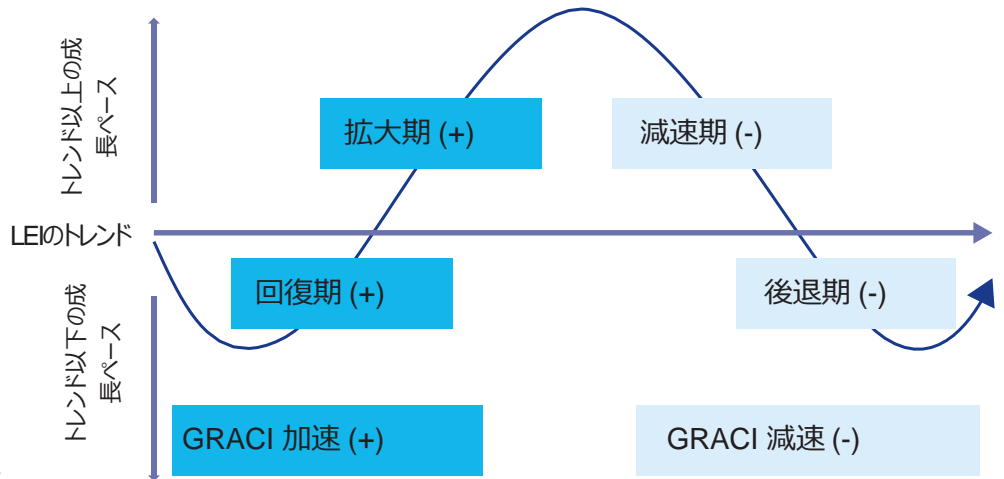 トレンド以上の成
長ペース
拡大期 (+)
減速期 (-)
LEIのトレンド
回復期 (+)
後退期 (-)
トレンド以下の成
長ペース
GRACI 加速 (+)
GRACI 減速 (-)